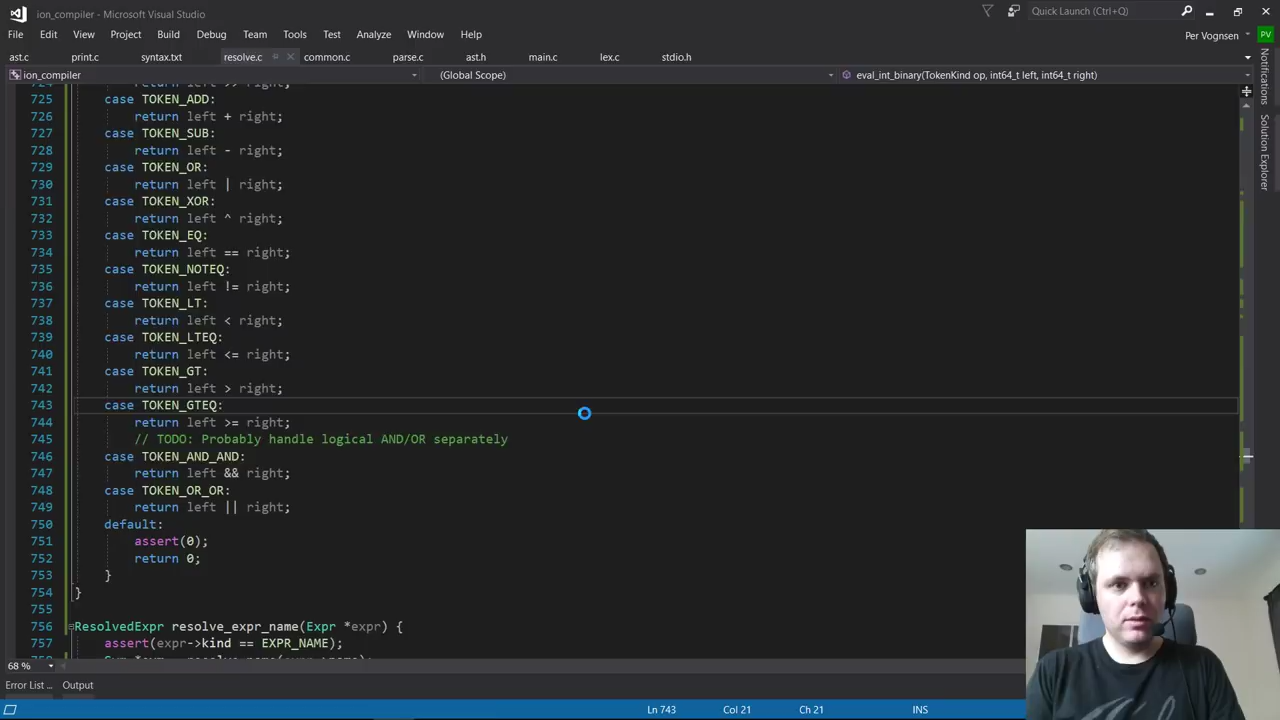 ion_compiler - Microsoft Visual Studio
Quick Launch (Ctrl+Q)
File Edit View Project Build Debug Team Tools Test Analyze Window Help
Per Vognsen PV
ast.c print.c syntax.txt resolve.c common.c parse.c ast.h main.c lex.c stdio.h
ion_compiler (Global Scope) eval_int_binary(TokenKind op, int64_t left, int64_t right)
Notifications
Solution Explorer
725 case TOKEN_ADD:
726 return left + right;
727 case TOKEN_SUB:
728 return left - right;
729 case TOKEN_OR:
730 return left | right;
731 case TOKEN_XOR:
732 return left ^ right;
733 case TOKEN_EQ:
734 return left == right;
735 case TOKEN_NOTEQ:
736 return left != right;
737 case TOKEN_LT:
738 return left < right;
739 case TOKEN_LTEQ:
740 return left <= right;
741 case TOKEN_GT:
742 return left > right;
743 case TOKEN_GTEQ:
744 return left >= right;
745 // TODO: Probably handle logical AND/OR separately
746 case TOKEN_AND_AND:
747 return left && right;
748 case TOKEN_OR_OR:
749 return left || right;
750 default:
751 assert(0);
752 return 0;
753 }
754 }
755
756 ResolvedExpr resolve_expr_name(Expr *expr) {
757 assert(expr->kind == EXPR_NAME);
68 %
Error List ... Output
Ln 743 Col 21 Ch 21 INS